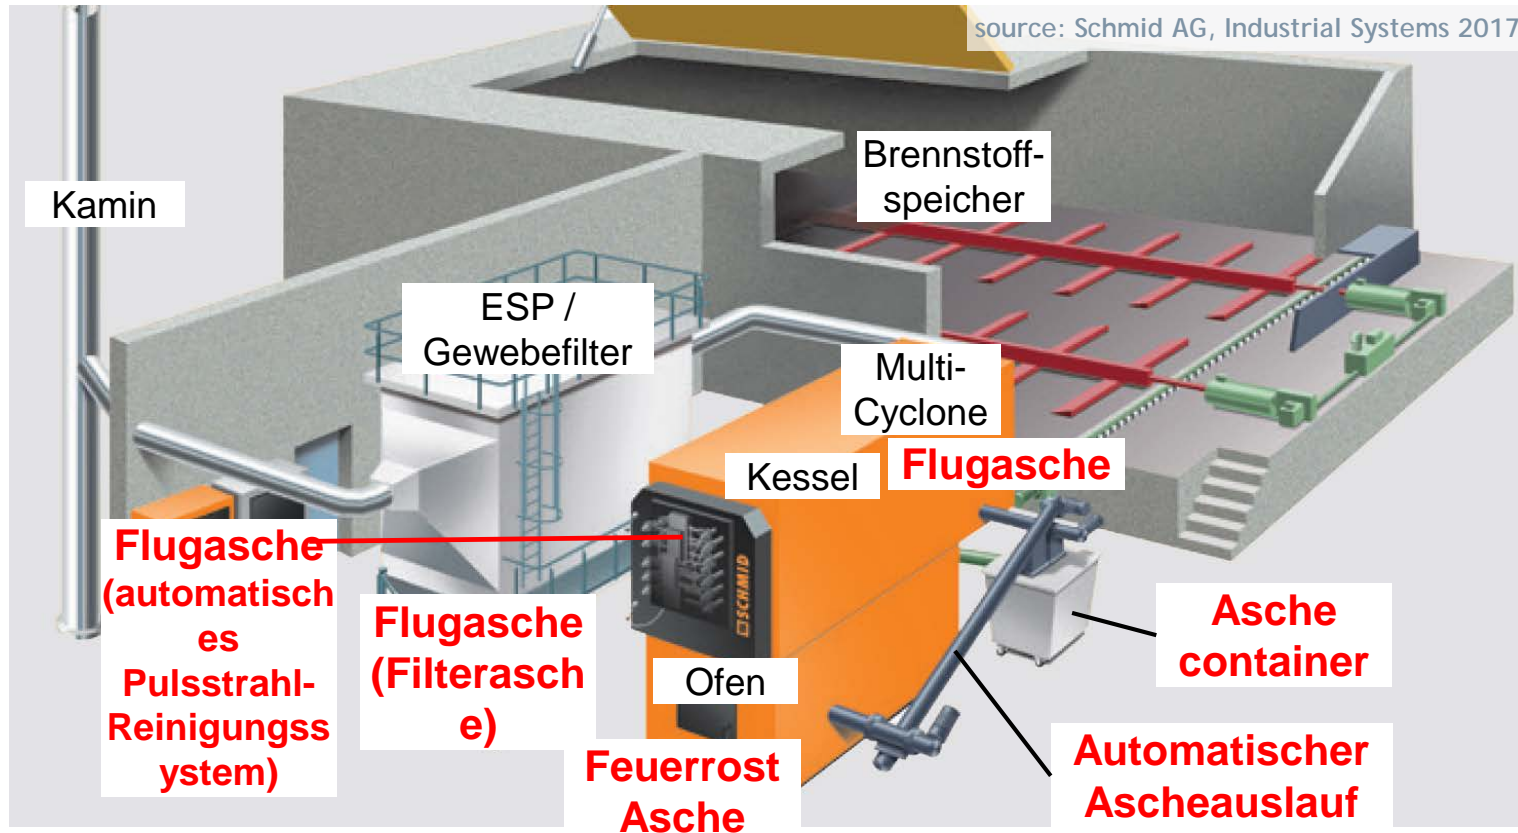 source: Schmid AG, Industrial Systems 2017
Brennstoff-
speicher
Kamin
ESP /
Gewebefilter
Multi-
Cyclone
Flugasche
Kessel
Flugasche
(automatisch
es
Pulsstrahl-
Reinigungss
ystem)
Flugasche
(Filterasch
e)
SCHMID
Ofen
Feuerrost
Asche
Asche
container
Automatischer
Ascheauslauf